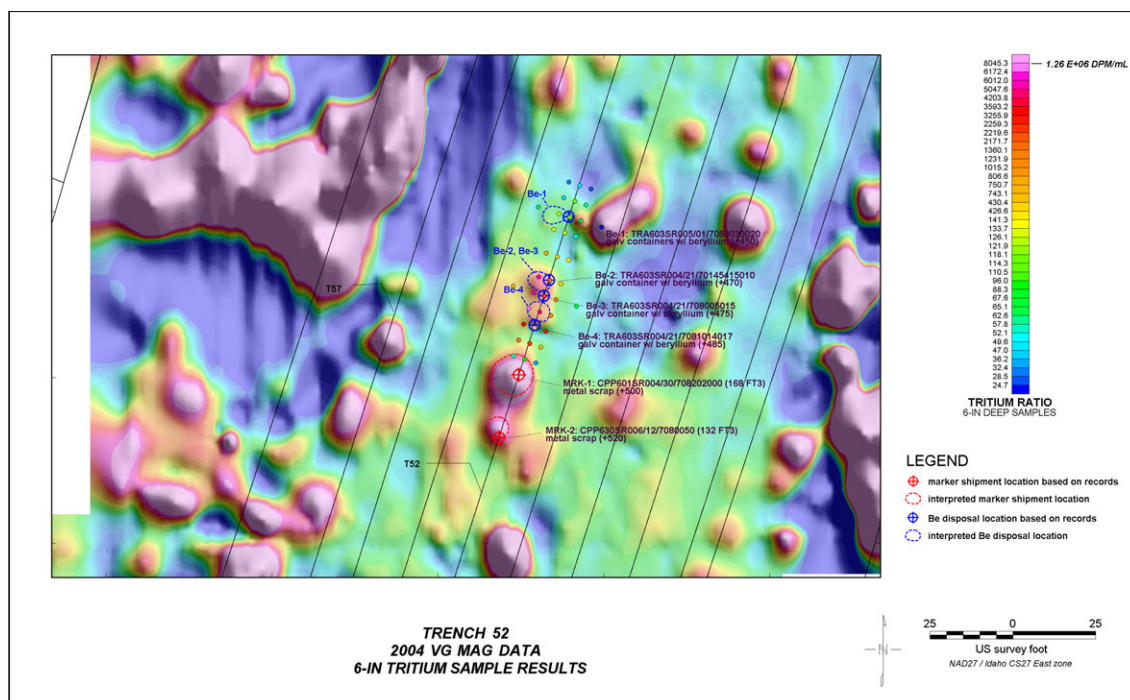 8045.3
6172.4
6012.0
5047.6
4203.8
3593.2
3255.9
2259.3
2219.6
2171.7
1360.1
1231.9
1015.2
806.6
750.7
430.4
426.6
141.3
133.7
126.7
121.9
118.1
114.3
110.5
100.7
96.0
88.3
67.6
65.1
62.6
57.8
52.1
49.6
47.0
36.2
32.4
28.5
24.7
1.26 E+06 DPM/mL
TRITIUM RATIO
6-IN DEEP SAMPLES
Be-1
Be-1: TRA603SR005/01/7080030020
galv containers w/ beryllium (+450)
Be-2, Be-3
Be-2: TRA603SR004/21/70145415010
galv container w/ beryllium (+470)
T57
Be-4
Be-3: TRA603SR004/21/708005015
galv container w/ beryllium (+475)
Be-4: TRA603SR004/21/7081014017
galv container w/ beryllium (+485)
MRK-1: CPP601SR004/30/708202000 (168 FT3)
metal scrap (+500)
MRK-2: CPP630SR006/12/7080050 (132 FT3)
metal scrap (+520)
T52
LEGEND
marker shipment location based on records
interpreted marker shipment location
Be disposal location based on records
interpreted Be disposal location
TRENCH 52
2004 VG MAG DATA
6-IN TRITIUM SAMPLE RESULTS
N
25 0 25
US survey foot
NAD27 / Idaho CS27 East zone